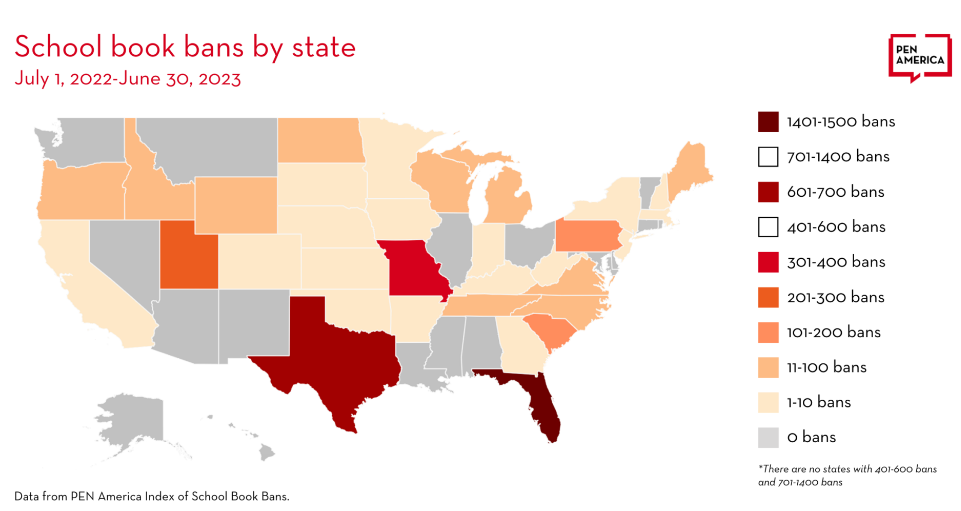 School book bans by state
July 1, 2022-June 30, 2023
PEN
AMERICA
1401-1500 bans
701-1400 bans
601-700 bans
401-600 bans
301-400 bans
201-300 bans
101-200 bans
11-100 bans
1-10 bans
0 bans
*There are no states with 401-600 bans
and 701-1400 bans
Data from PEN America Index of School Book Bans.